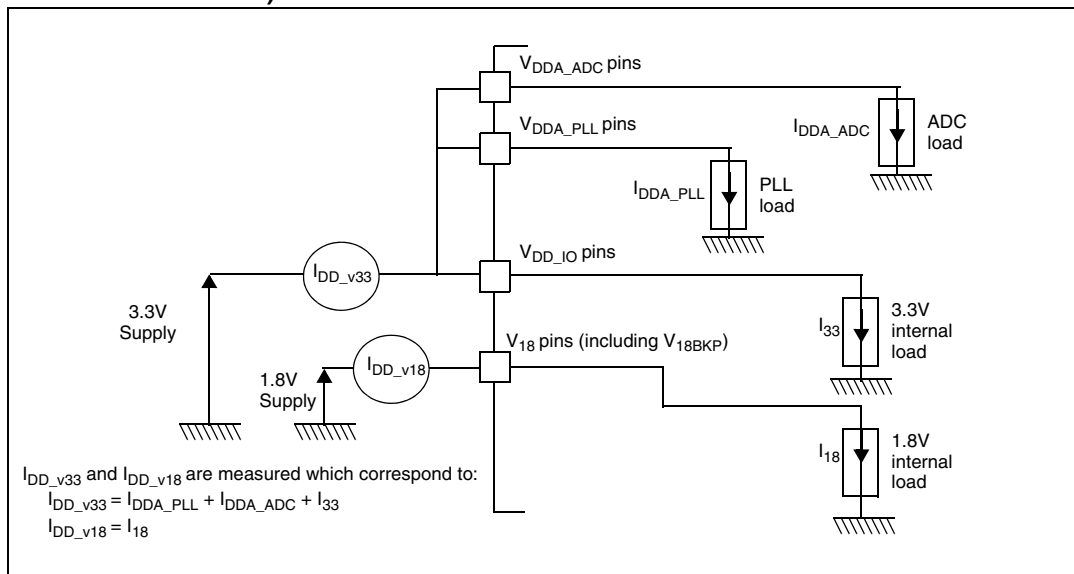 V_DDA_ADC pins
I_DDA_ADC
ADC
load
V_DDA_PLL pins
I_DDA_PLL
PLL
load
V_DD_IO pins
I_DD_v33
3.3V
Supply
I_33
3.3V
internal
load
V_18 pins (including V_18BKP)
I_DD_v18
1.8V
Supply
I_18
1.8V
internal
load
I_DD_v33 and I_DD_v18 are measured which correspond to:
I_DD_v33 = I_DDA_PLL + I_DDA_ADC + I_33
I_DD_v18 = I_18